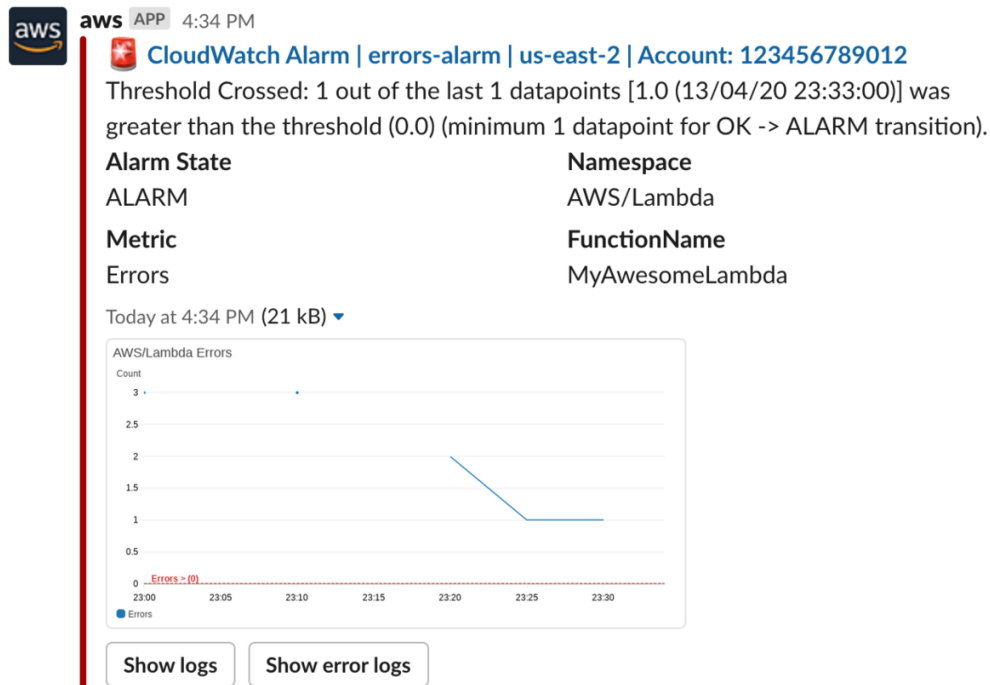 aws
aws APP 4:34 PM
CloudWatch Alarm | errors-alarm | us-east-2 | Account: 123456789012
Threshold Crossed: 1 out of the last 1 datapoints [1.0 (13/04/20 23:33:00)] was
greater than the threshold (0.0) (minimum 1 datapoint for OK -> ALARM transition).
Alarm State Namespace
ALARM AWS/Lambda
Metric FunctionName
Errors MyAwesomeLambda
Today at 4:34 PM (21 kB)
AWS/Lambda Errors
Count
3
2.5
2
1.5
1
0.5
0 Errors > (0)
23:00 23:05 23:10 23:15 23:20 23:25 23:30
Errors
Show logs Show error logs